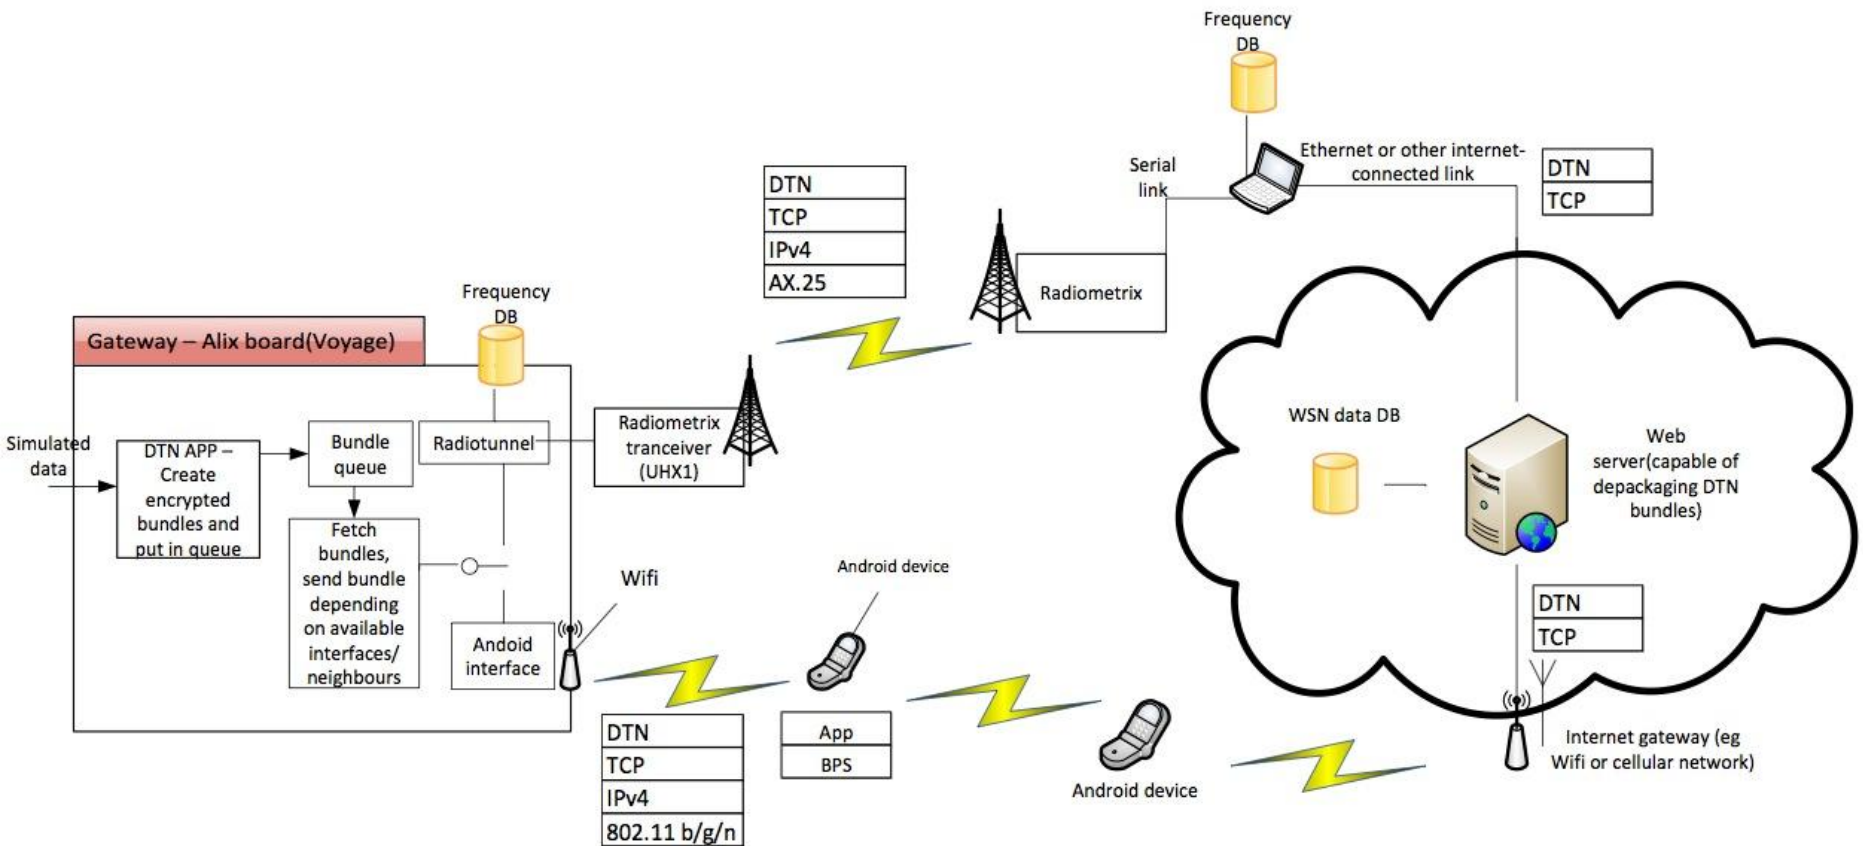 Frequency
DB
Serial
link
Ethernet or other internet-
connected link
DTN
TCP
DTN
TCP
IPv4
AX.25
Radiometrix
Frequency
DB
Gateway – Alix board(Voyage)
Simulated
data
DTN APP –
Create
encrypted
bundles and
put in queue
Bundle
queue
Radiotunnel
Radiometrix
tranceiver
(UHX1)
Fetch
bundles,
send bundle
depending
on available
interfaces/
neighbours
Andoid
interface
Wifi
Android device
WSN data DB
Web
server(capable of
depackaging DTN
bundles)
DTN
TCP
IPv4
802.11 b/g/n
App
BPS
Android device
DTN
TCP
Internet gateway (eg
Wifi or cellular network)